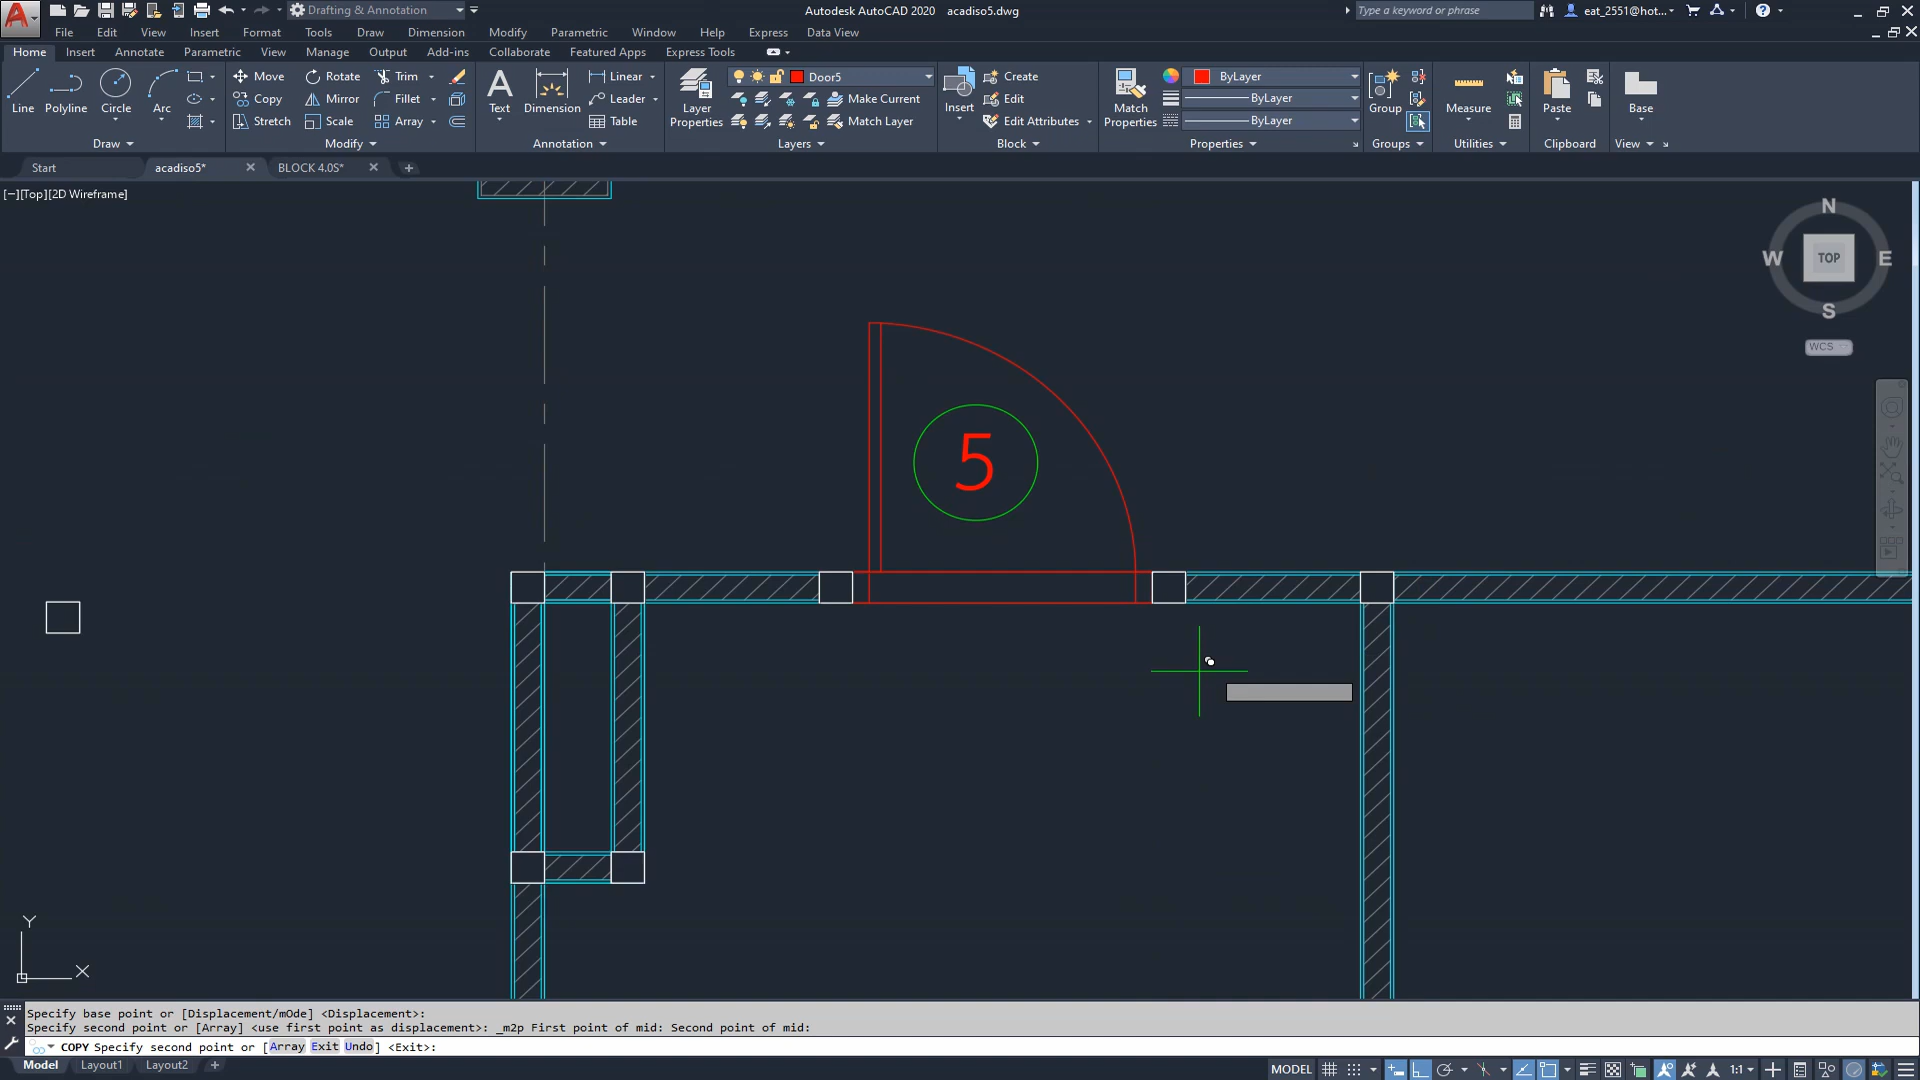 Drafting & Annotation
Autodesk AutoCAD 2020 acadiso5.dwg
Type a keyword or phrase
eat_2551@hot...
File Edit View Insert Format Tools Draw Dimension Modify Parametric Window Help Express Data View
Home Insert Annotate Parametric View Manage Output Add-ins Collaborate Featured Apps Express Tools
Line
Polyline
Circle
Arc
Draw
Move
Rotate
Trim
Copy
Mirror
Fillet
Stretch
Scale
Array
Modify
Text
Dimension
Linear
Leader
Table
Annotation
Layer
Properties
Door5
Make Current
Match Layer
Layers
Insert
Create
Edit
Edit Attributes
Block
Match
Properties
ByLayer
ByLayer
ByLayer
Properties
Group
Groups
Measure
Utilities
Paste
Clipboard
Base
View
Start acadiso5* BLOCK 4.0S*
[−][Top][2D Wireframe]
N
W TOP E
S
WCS
5
Y
X
Specify base point or [Displacement/mOde] <Displacement>:
Specify second point or [Array] <use first point as displacement>: _m2p First point of mid: Second point of mid:
COPY Specify second point or [Array Exit Undo] <Exit>:
Model Layout1 Layout2
MODEL
1:1